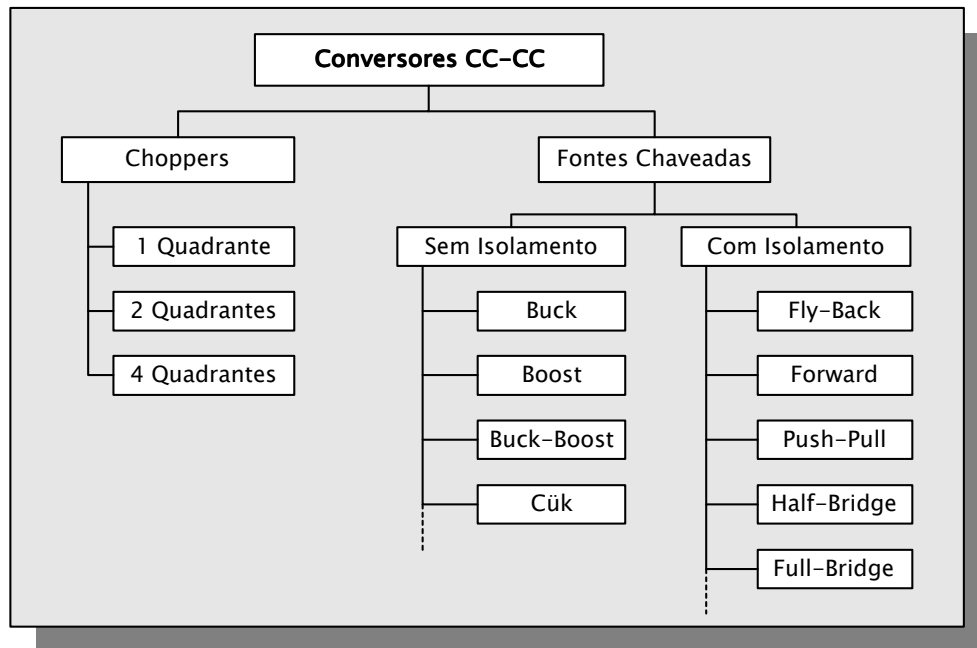 Conversores CC-CC
Choppers
Fontes Chaveadas
1 Quadrante
2 Quadrantes
4 Quadrantes
Sem Isolamento
Buck
Boost
Buck-Boost
Cük
Com Isolamento
Fly-Back
Forward
Push-Pull
Half-Bridge
Full-Bridge